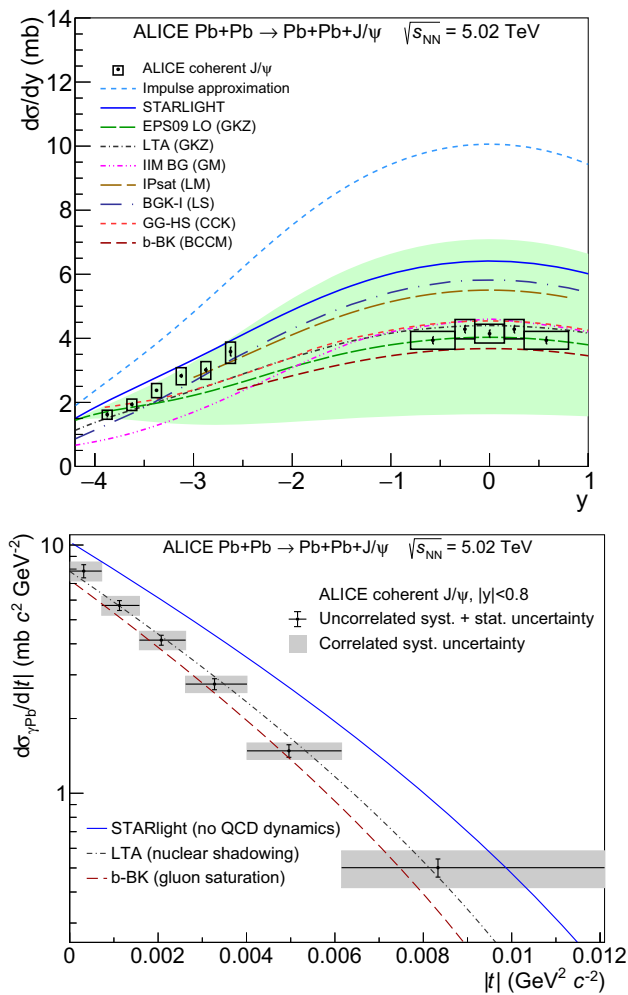 ALICE Pb+Pb → Pb+Pb+J/ψ √sNN = 5.02 TeV
dσ/dy (mb)
14
12
10
8
6
4
2
0
ALICE coherent J/ψ
Impulse approximation
STARLIGHT
EPS09 LO (GKZ)
LTA (GKZ)
IIM BG (GM)
IPsat (LM)
BGK-I (LS)
GG-HS (CCK)
b-BK (BCCM)
−4 −3 −2 −1 0 1
y
ALICE Pb+Pb → Pb+Pb+J/ψ √sNN = 5.02 TeV
dσγPb/d|t| (mb c² GeV⁻²)
10
1
ALICE coherent J/ψ, |y|<0.8
Uncorrelated syst. + stat. uncertainty
Correlated syst. uncertainty
STARlight (no QCD dynamics)
LTA (nuclear shadowing)
b-BK (gluon saturation)
0 0.002 0.004 0.006 0.008 0.01 0.012
|t| (GeV² c⁻²)